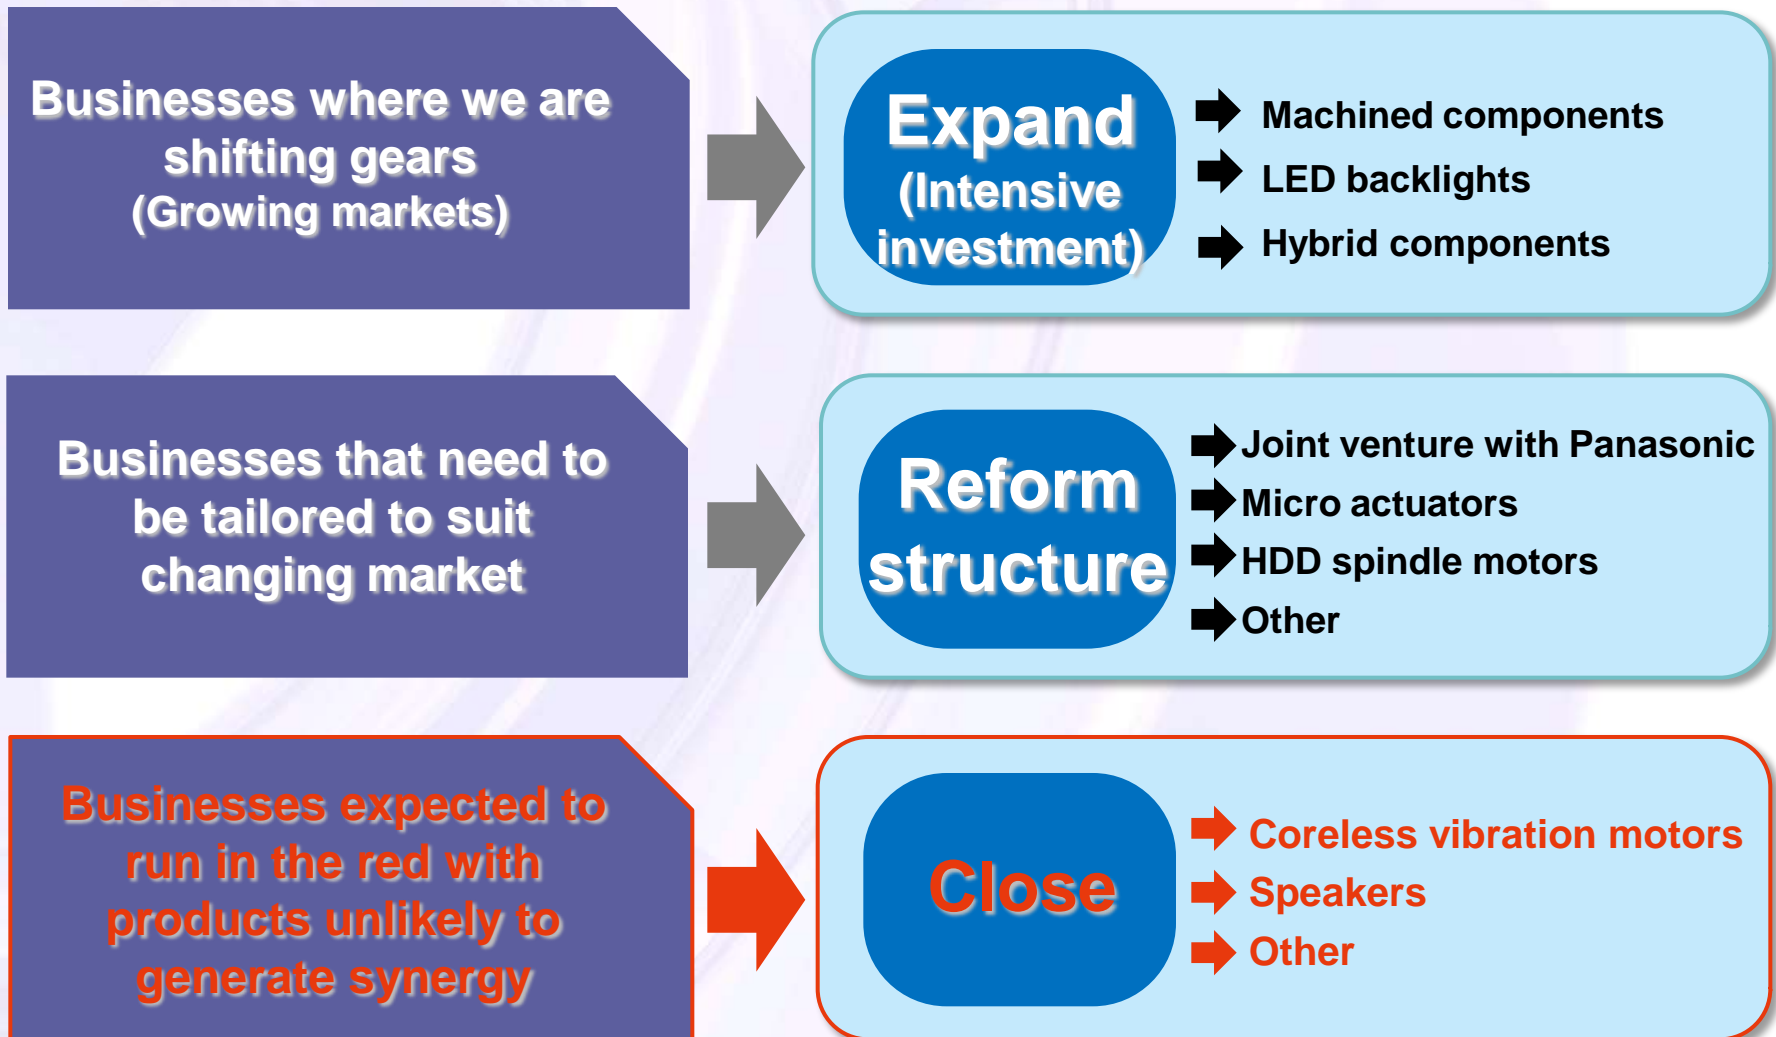 Businesses where we are
shifting gears
(Growing markets)
Expand
(Intensive
investment)
Machined components
LED backlights
Hybrid components
Businesses that need to
be tailored to suit
changing market
Reform
structure
Joint venture with Panasonic
Micro actuators
HDD spindle motors
Other
Businesses expected to
run in the red with
products unlikely to
generate synergy
Close
Coreless vibration motors
Speakers
Other